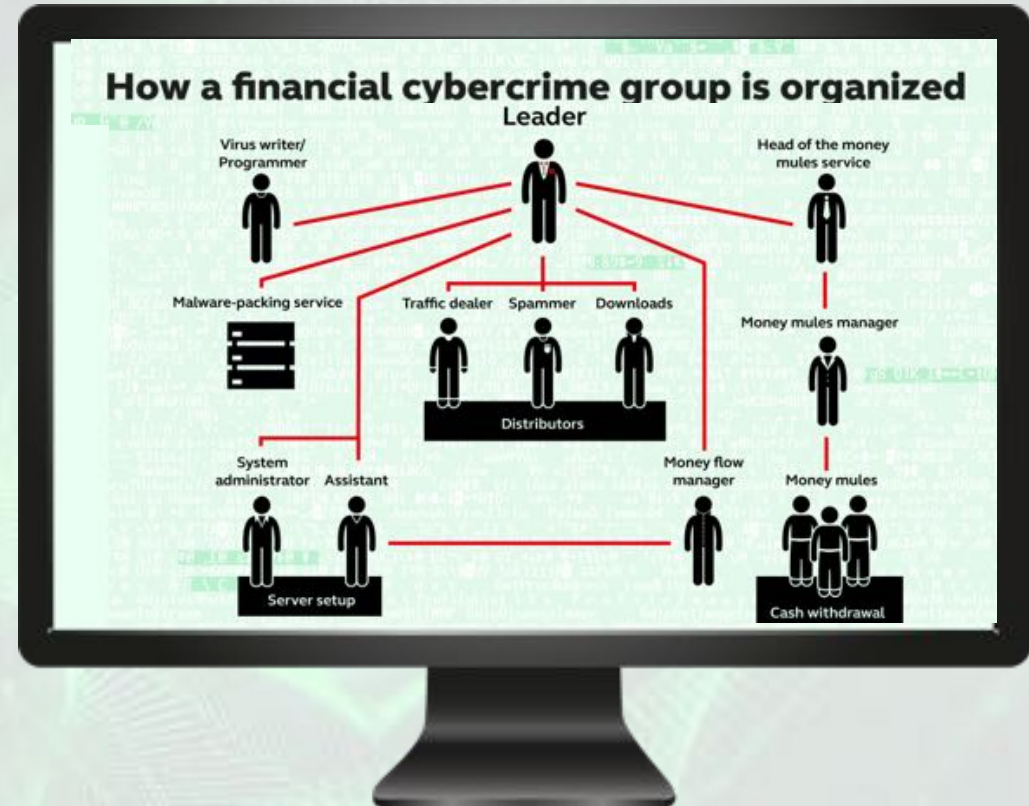 How a financial cybercrime group is organized
Leader
Virus writer/
Programmer
Head of the money
mules service
Malware-packing service
Traffic dealer
Spammer
Downloads
Money mules manager
Distributors
System
administrator
Assistant
Money flow
manager
Money mules
Server setup
Cash withdrawal